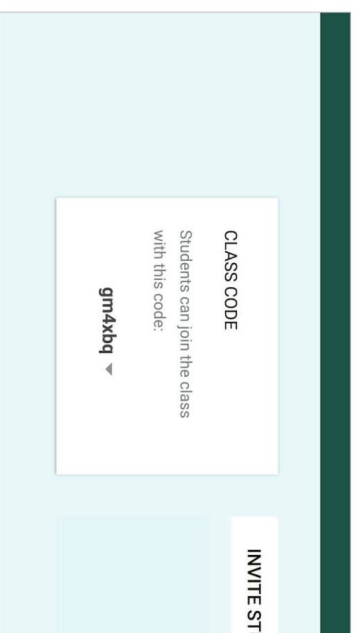 CLASS CODE
Students can join the class
with this code:
gm4xbq
INVITE ST